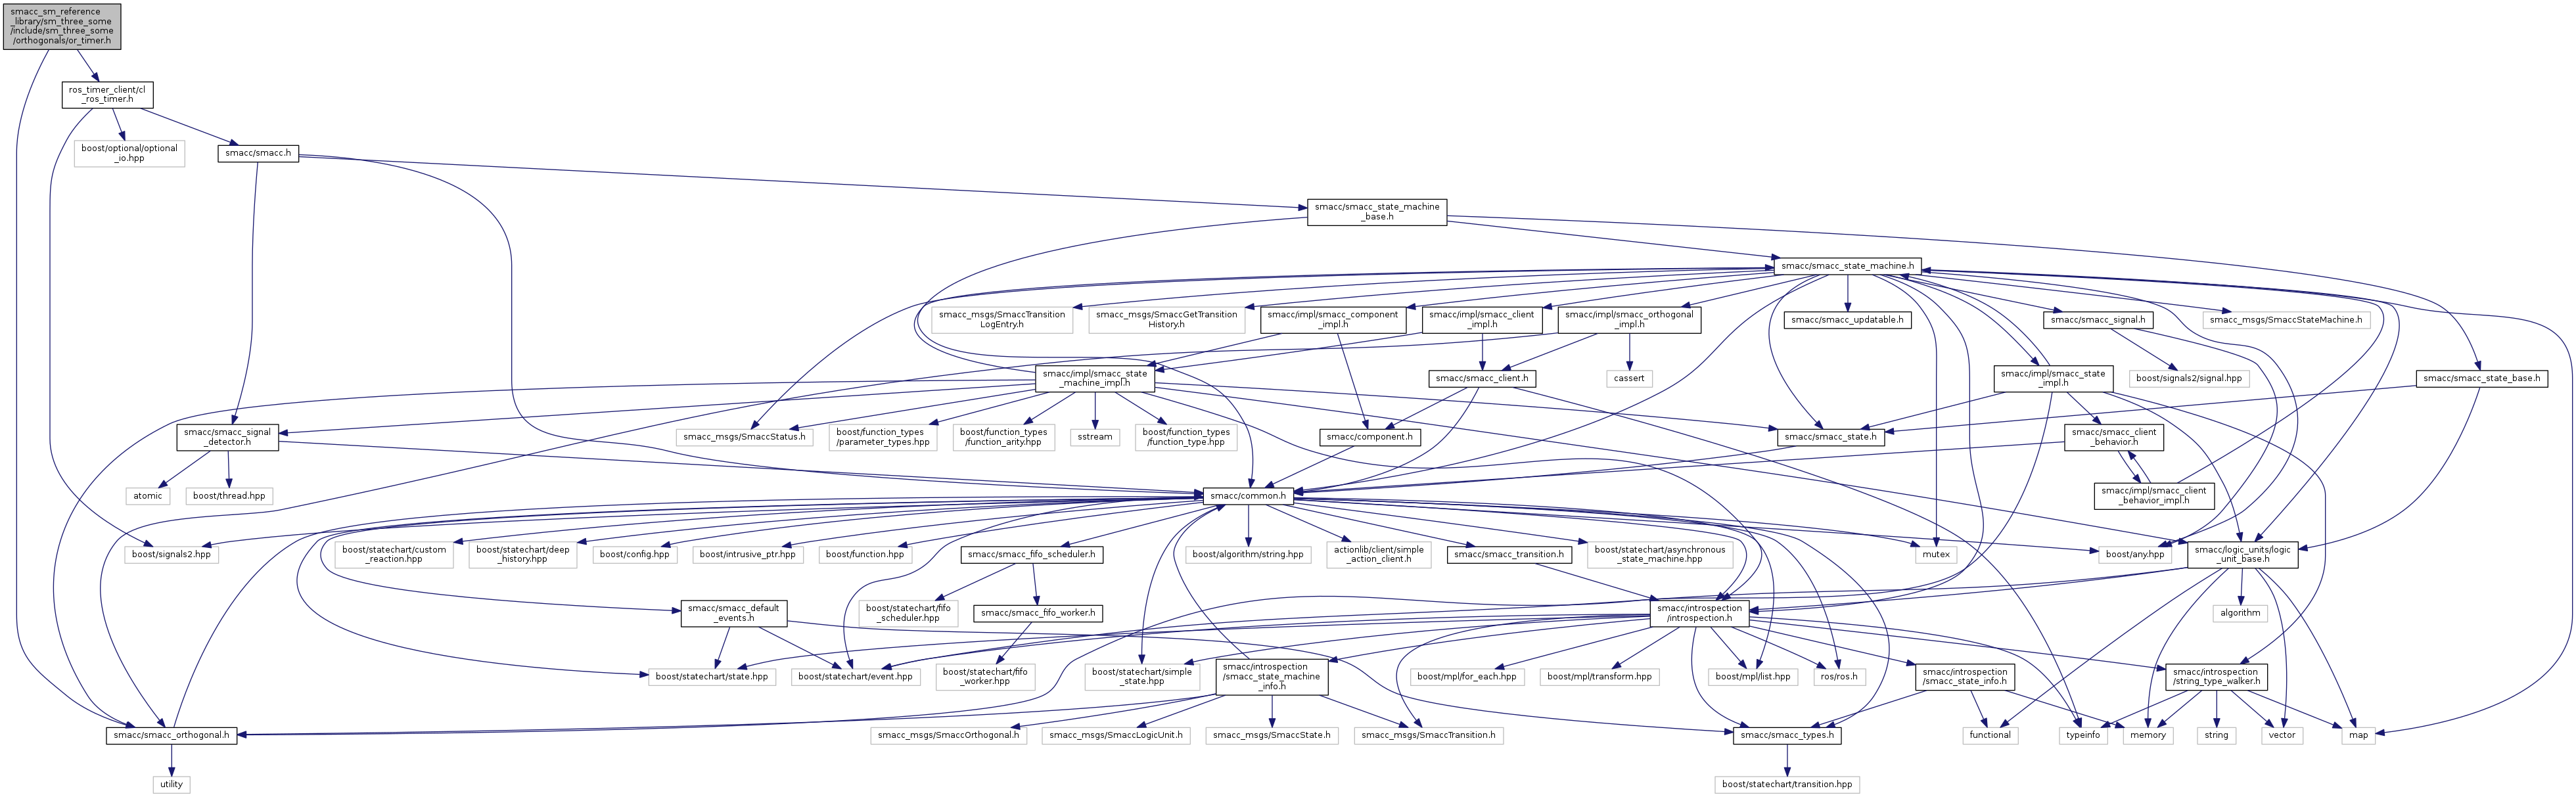 smacc_sm_reference
_library/sm_three_some
/include/sm_three_some
/orthogonals/or_timer.h
ros_timer_client/cl
_ros_timer.h
boost/optional/optional
_io.hpp
smacc/smacc.h
smacc/smacc_state_machine
_base.h
smacc/smacc_state_machine.h
smacc_msgs/SmaccTransition
LogEntry.h
smacc_msgs/SmaccGetTransition
History.h
smacc/impl/smacc_component
_impl.h
smacc/impl/smacc_client
_impl.h
smacc/impl/smacc_orthogonal
_impl.h
smacc/smacc_updatable.h
smacc/smacc_signal.h
smacc_msgs/SmaccStateMachine.h
smacc/impl/smacc_state
_machine_impl.h
smacc/smacc_client.h
cassert
smacc/impl/smacc_state
_impl.h
boost/signals2/signal.hpp
smacc/smacc_state_base.h
smacc/smacc_signal
_detector.h
smacc_msgs/SmaccStatus.h
boost/function_types
/parameter_types.hpp
boost/function_types
/function_arity.hpp
sstream
boost/function_types
/function_type.hpp
smacc/component.h
smacc/smacc_state.h
smacc/smacc_client
_behavior.h
atomic
boost/thread.hpp
smacc/common.h
smacc/impl/smacc_client
_behavior_impl.h
boost/signals2.hpp
boost/statechart/custom
_reaction.hpp
boost/statechart/deep
_history.hpp
boost/config.hpp
boost/intrusive_ptr.hpp
boost/function.hpp
smacc/smacc_fifo_scheduler.h
boost/algorithm/string.hpp
actionlib/client/simple
_action_client.h
smacc/smacc_transition.h
boost/statechart/asynchronous
_state_machine.hpp
mutex
boost/any.hpp
smacc/logic_units/logic
_unit_base.h
smacc/smacc_default
_events.h
boost/statechart/fifo
_scheduler.hpp
smacc/smacc_fifo_worker.h
smacc/introspection
/introspection.h
algorithm
boost/statechart/state.hpp
boost/statechart/event.hpp
boost/statechart/fifo
_worker.hpp
boost/statechart/simple
_state.hpp
smacc/introspection
/smacc_state_machine
_info.h
boost/mpl/for_each.hpp
boost/mpl/transform.hpp
boost/mpl/list.hpp
ros/ros.h
smacc/introspection
/smacc_state_info.h
smacc/introspection
/string_type_walker.h
smacc/smacc_orthogonal.h
smacc_msgs/SmaccOrthogonal.h
smacc_msgs/SmaccLogicUnit.h
smacc_msgs/SmaccState.h
smacc_msgs/SmaccTransition.h
smacc/smacc_types.h
functional
typeinfo
memory
string
vector
map
utility
boost/statechart/transition.hpp